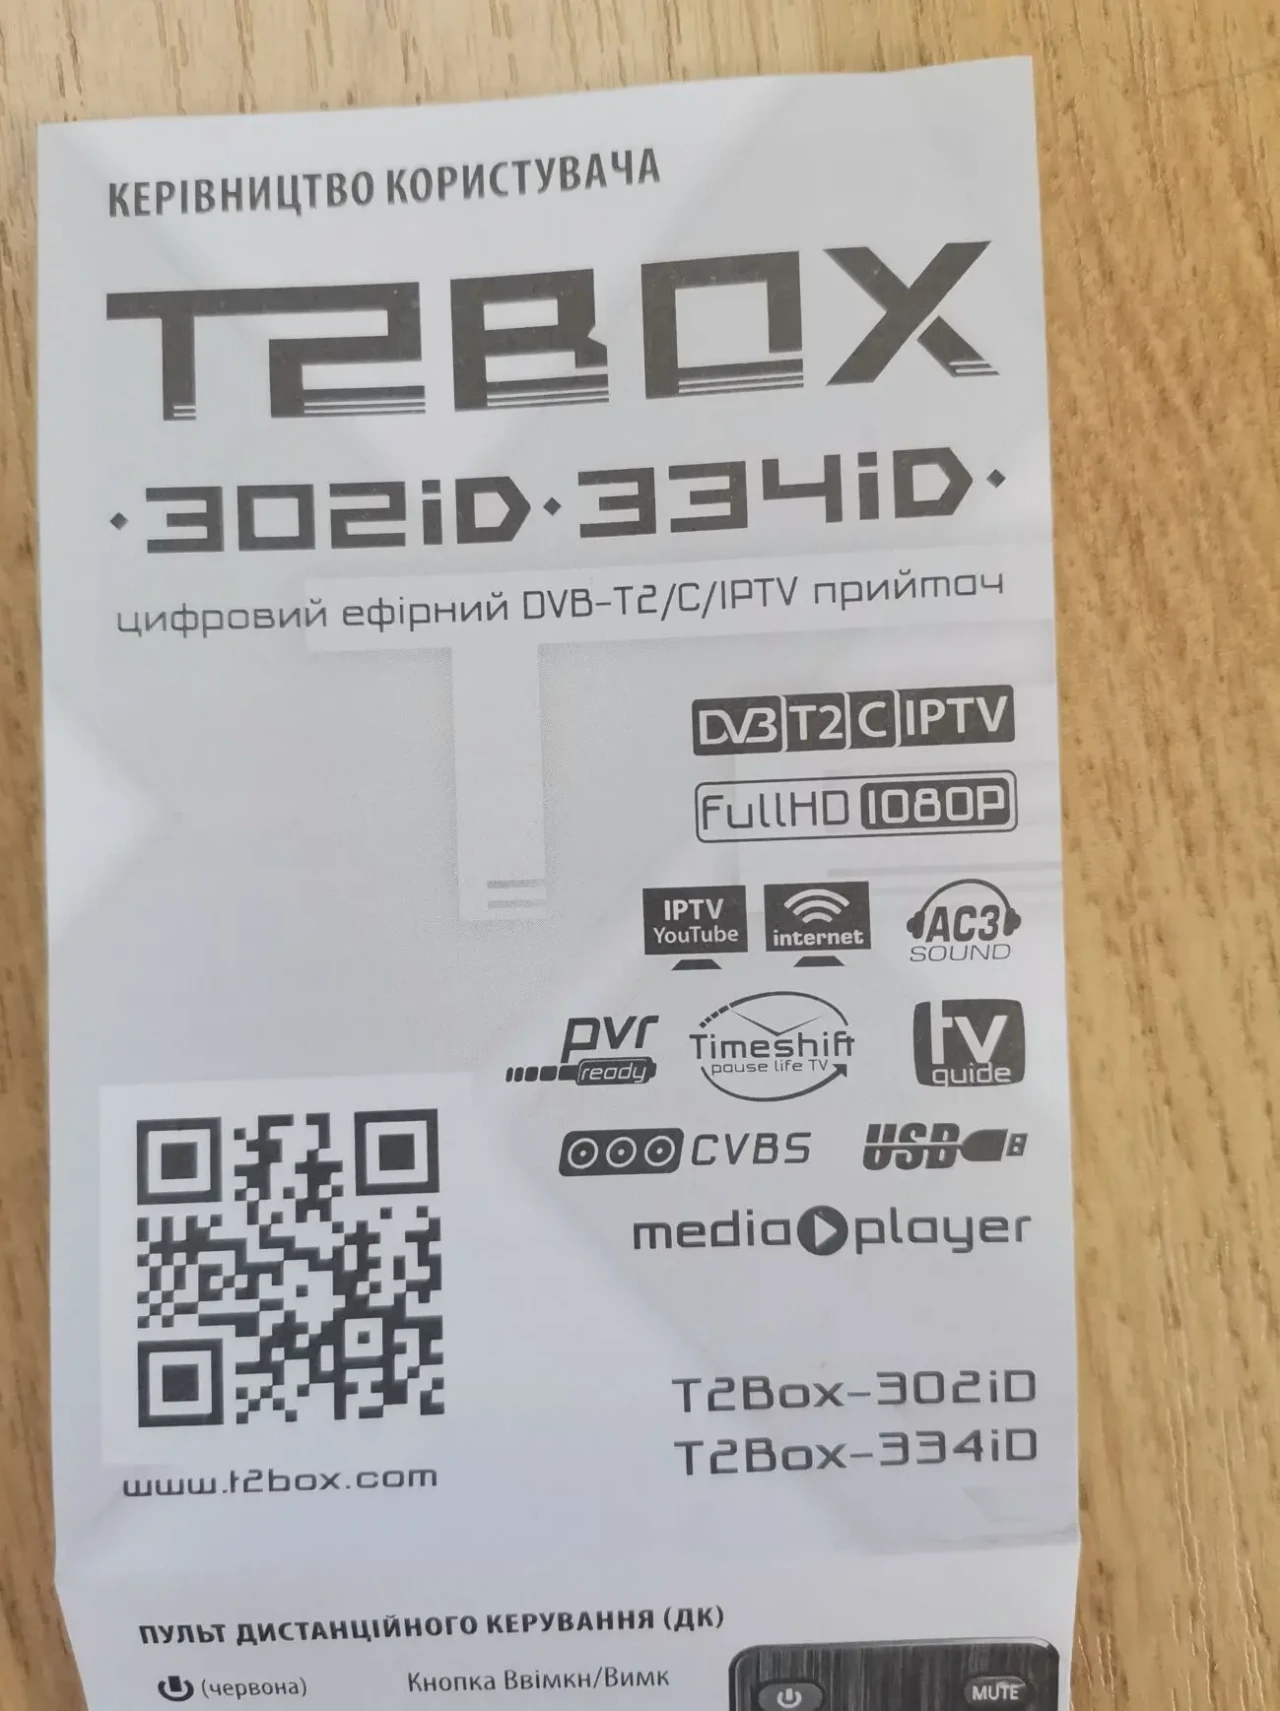 КЕРІВНИЦТВО КОРИСТУВАЧА
T2BOX
·302iD·334iD·
цифровий ефірний DVB-T2/C/IPTV приймач
DVB T2 C IPTV
FullHD 1080P
IPTV YouTube
internet
AC3 SOUND
pvr ready
Timeshift pause life TV
tv guide
CVBS
USB
media player
T2Box-302iD
T2Box-334iD
www.t2box.com
ПУЛЬТ ДИСТАНЦІЙНОГО КЕРУВАННЯ (ДК)
(червона) Кнопка Ввімкн/Вимк
MUTE